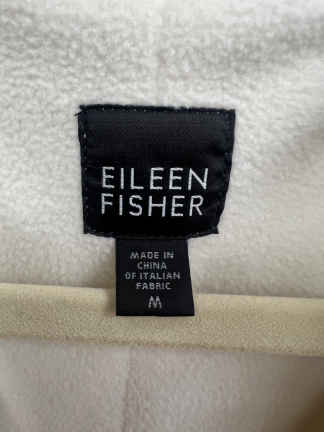 EILEEN
FISHER
MADE IN
CHINA
OF ITALIAN
FABRIC
M